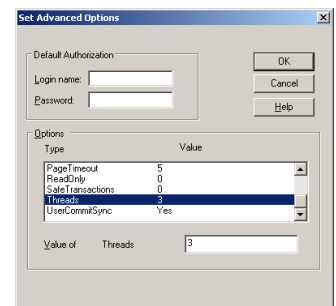 Set Advanced Options
Default Authorization
Login name:
Password:
OK
Cancel
Help
Options
Type Value
PageTimeout 5
ReadOnly 0
SafeTransactions 0
Threads 3
UserCommitSync Yes
Value of Threads 3